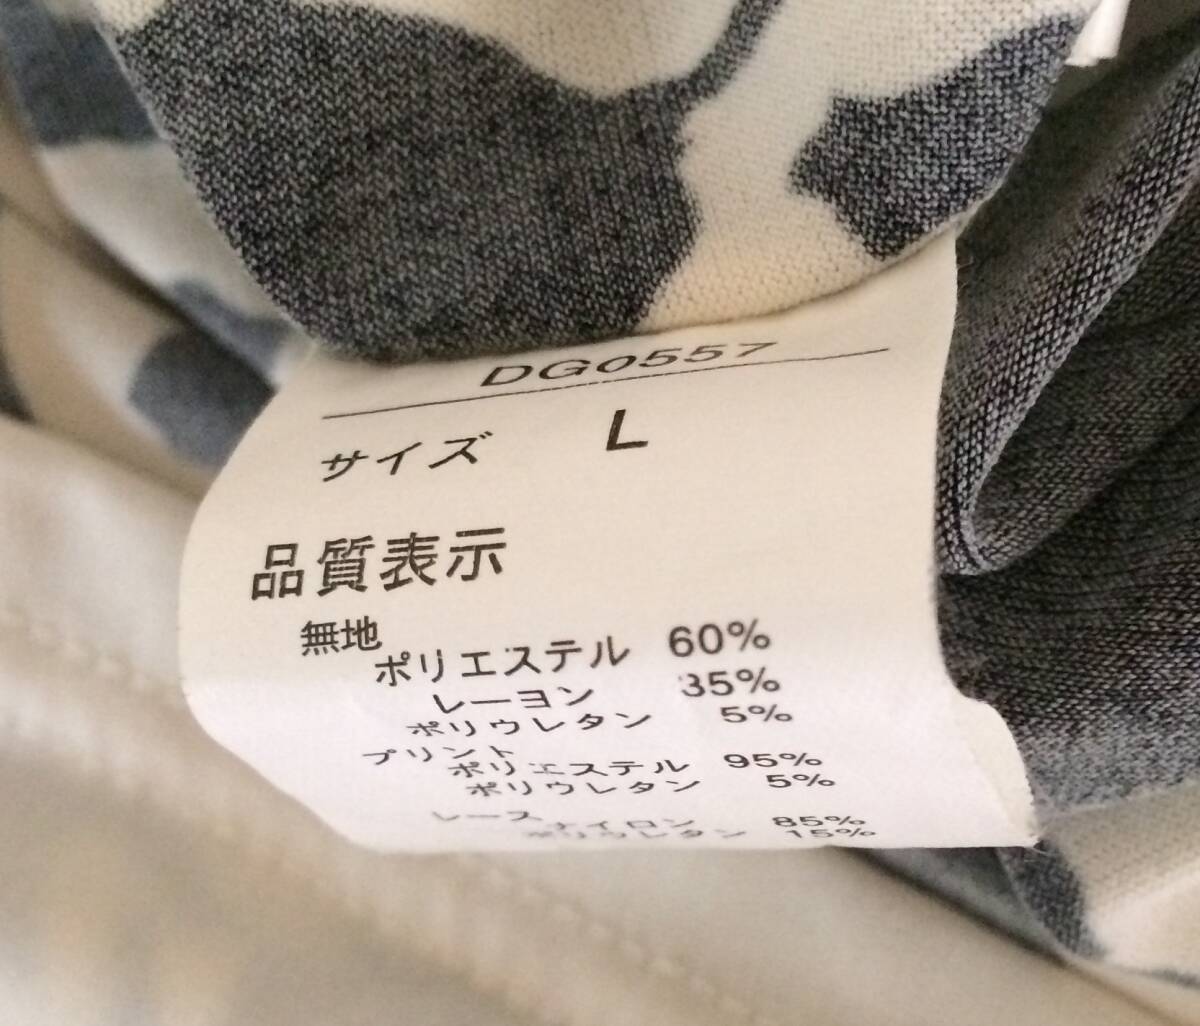 DG0557
サイズ L
品質表示
無地
ポリエステル 60%
レーヨン 35%
ポリウレタン 5%
プリント
ポリエステル 95%
ポリウレタン 5%
レース
ナイロン 85%
ポリウレタン 15%